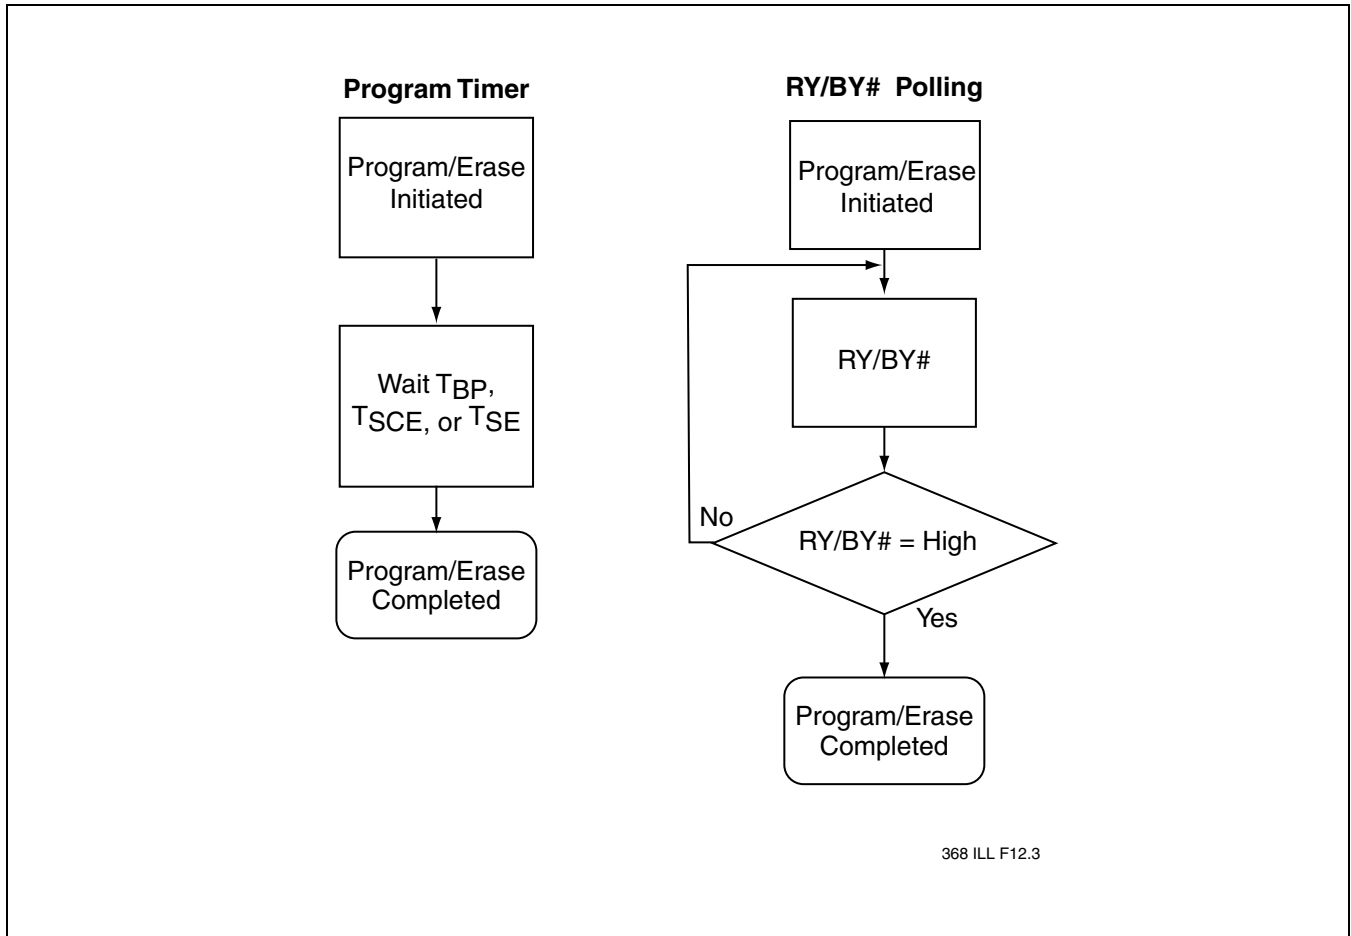 Program Timer
Program/Erase
Initiated
Wait TBP,
TSCE, or TSE
Program/Erase
Completed
RY/BY# Polling
Program/Erase
Initiated
RY/BY#
RY/BY# = High
No
Yes
Program/Erase
Completed
368 ILL F12.3